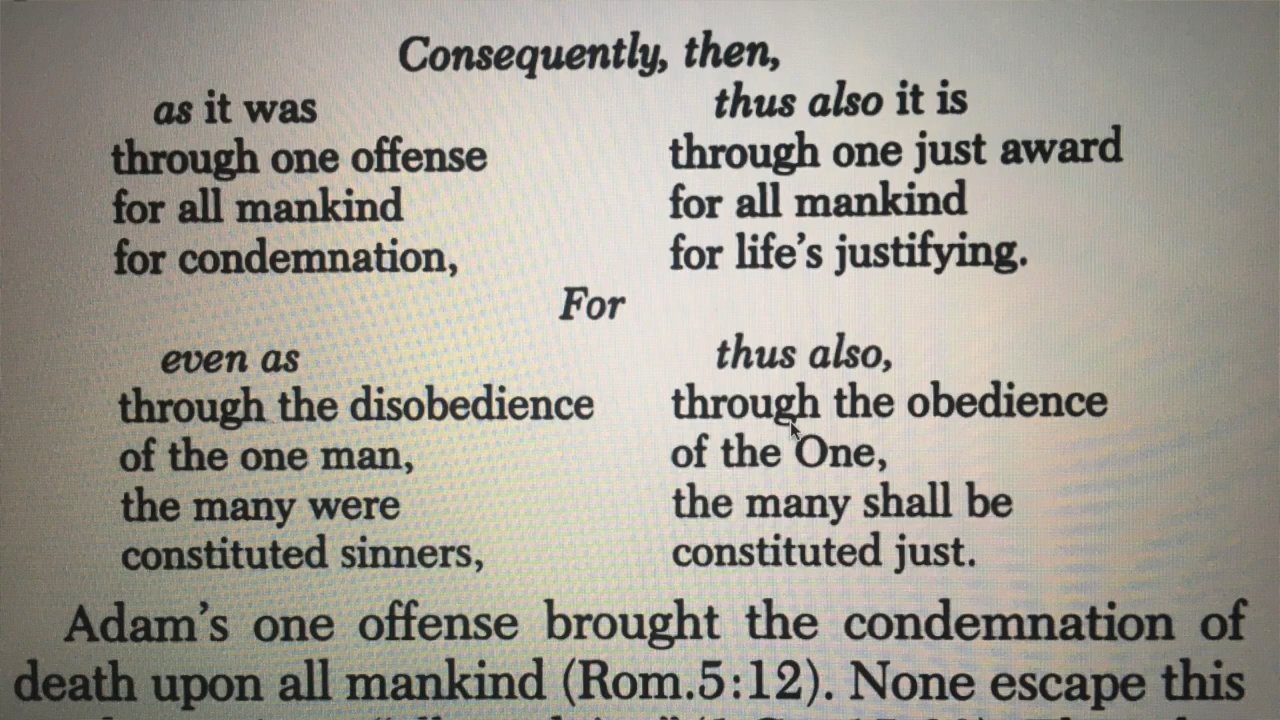 Consequently, then,
as it was
through one offense
for all mankind
for condemnation,
thus also it is
through one just award
for all mankind
for life's justifying.
For
even as
through the disobedience
of the one man,
the many were
constituted sinners,
thus also,
through the obedience
of the One,
the many shall be
constituted just.
Adam's one offense brought the condemnation of
death upon all mankind (Rom.5:12). None escape this